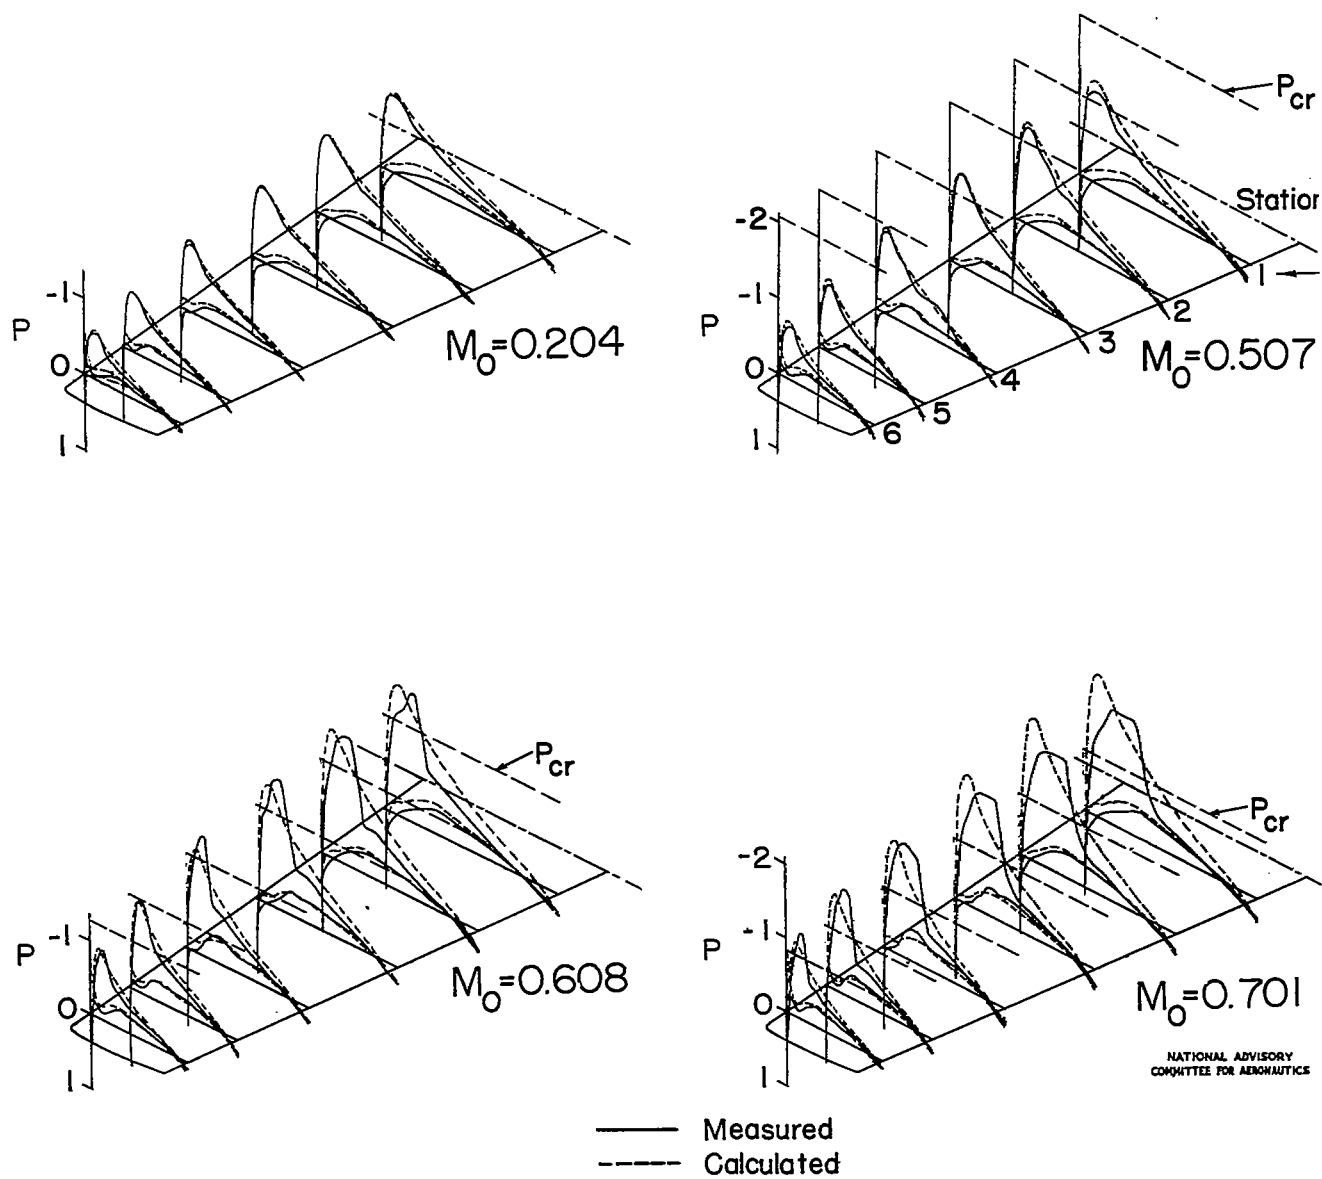 P
-1
0
1
M₀=0.204
Pcr
Station
-2
-1
P
0
1
1
2
3
4
5
6
M₀=0.507
Pcr
-1
P
0
1
M₀=0.608
Pcr
-2
-1
P
0
1
M₀=0.701
NATIONAL ADVISORY
COMMITTEE FOR AERONAUTICS
Measured
Calculated